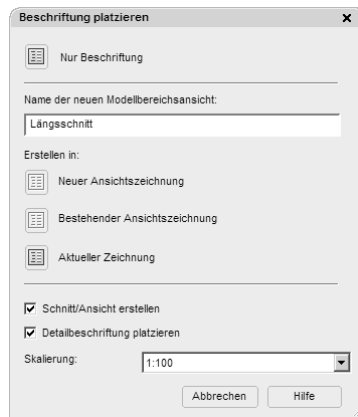 Beschriftung platzieren
Nur Beschriftung
Name der neuen Modellbereichsansicht:
Längsschnitt
Erstellen in:
Neuer Ansichtszeichnung
Bestehender Ansichtszeichnung
Aktueller Zeichnung
Schnitt/Ansicht erstellen
Detailbeschriftung platzieren
Skalierung: 1:100
Abbrechen Hilfe